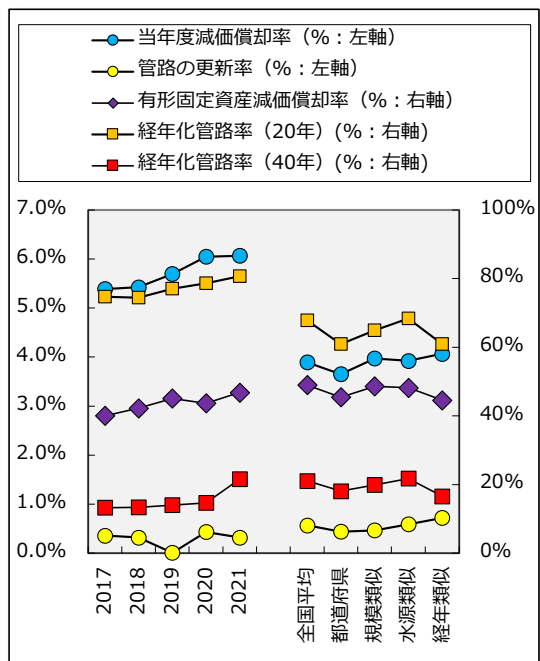 当年度減価償却率（%：左軸）
管路の更新率（%：左軸）
有形固定資産減価償却率（%：右軸）
経年化管路率（20年）(%：右軸)
経年化管路率（40年）(%：右軸)
7.0% 100%
6.0%
80%
5.0%
60%
4.0%
3.0%
40%
2.0%
20%
1.0%
0.0% 0%
2017 2018 2019 2020 2021 全国平均 都道府県 規模類似 水源類似 経年類似